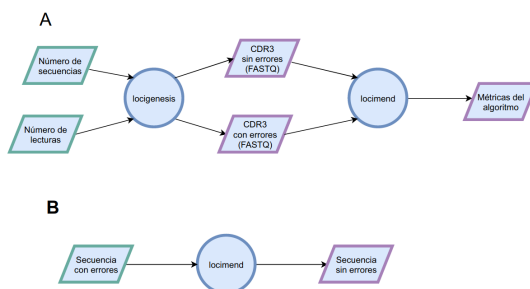 A
Número de
secuencias
Número de
lecturas
locigenesis
CDR3
sin errores
(FASTQ)
CDR3
con errores
(FASTQ)
locimend
Métricas del
algoritmo
B
Secuencia
con errores
locimend
Secuencia
sin errores